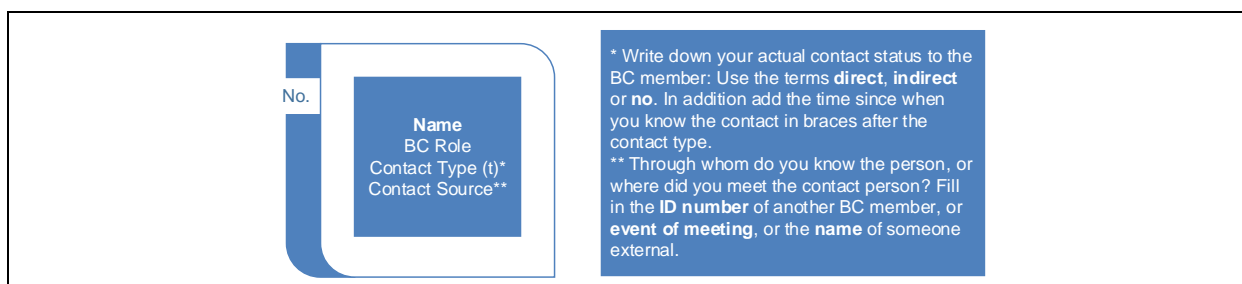 No.
Name
BC Role
Contact Type (t)*
Contact Source**
* Write down your actual contact status to the
BC member: Use the terms direct, indirect
or no. In addition add the time since when
you know the contact in braces after the
contact type.
** Through whom do you know the person, or
where did you meet the contact person? Fill
in the ID number of another BC member, or
event of meeting, or the name of someone
external.